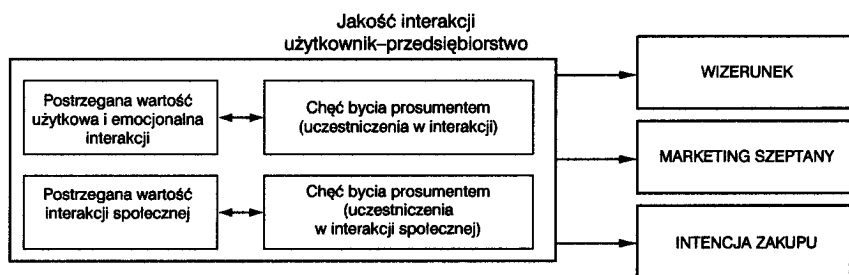 Jakość interakcji
użytkownik–przedsiębiorstwo
Postrzegana wartość
użytkowa i emocjonalna
interakcji
Chęć bycia prosumentem
(uczestniczenia w interakcji)
Postrzegana wartość
interakcji społecznej
Chęć bycia prosumentem
(uczestniczenia
w interakcji społecznej)
WIZERUNEK
MARKETING SZEPTANY
INTENCJA ZAKUPU